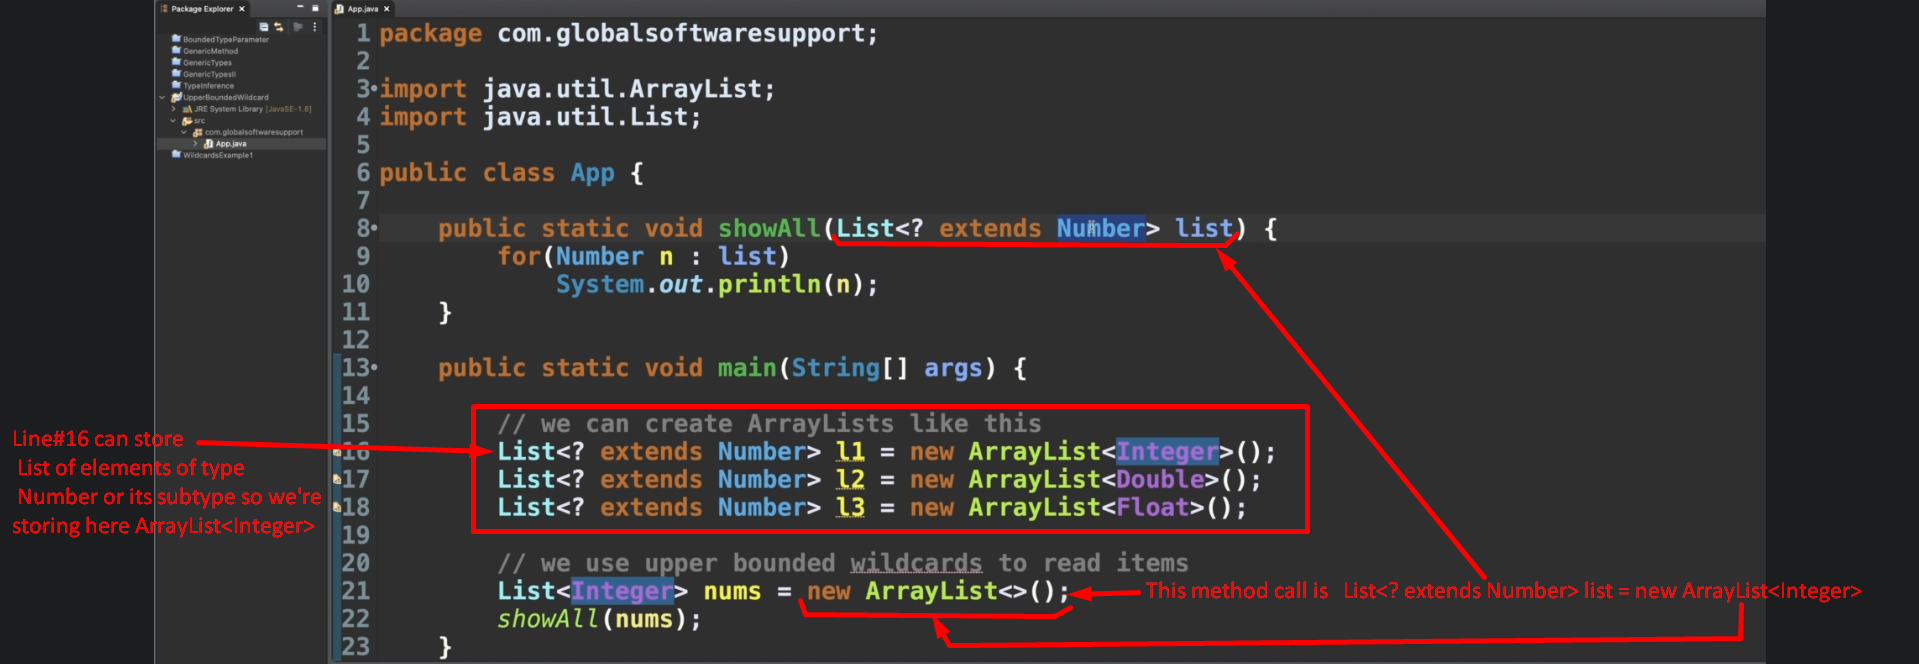 Package Explorer
App.java
BoundedTypeParameter
GenericMethod
GenericTypes
GenericTypesII
TypeInference
UpperBoundedWildcard
JRE System Library [JavaSE-1.8]
src
com.globalsoftwaresupport
App.java
WildcardsExample1
1 package com.globalsoftwaresupport;
2
3 import java.util.ArrayList;
4 import java.util.List;
5
6 public class App {
7
8 public static void showAll(List<? extends Number> list) {
9 for(Number n : list)
10 System.out.println(n);
11 }
12
13 public static void main(String[] args) {
14
15 // we can create ArrayLists like this
16 List<? extends Number> l1 = new ArrayList<Integer>();
17 List<? extends Number> l2 = new ArrayList<Double>();
18 List<? extends Number> l3 = new ArrayList<Float>();
19
20 // we use upper bounded wildcards to read items
21 List<Integer> nums = new ArrayList<>();
22 showAll(nums);
23 }
Line#16 can store
List of elements of type
Number or its subtype so we're
storing here ArrayList<Integer>
This method call is List<? extends Number> list = new ArrayList<Integer>